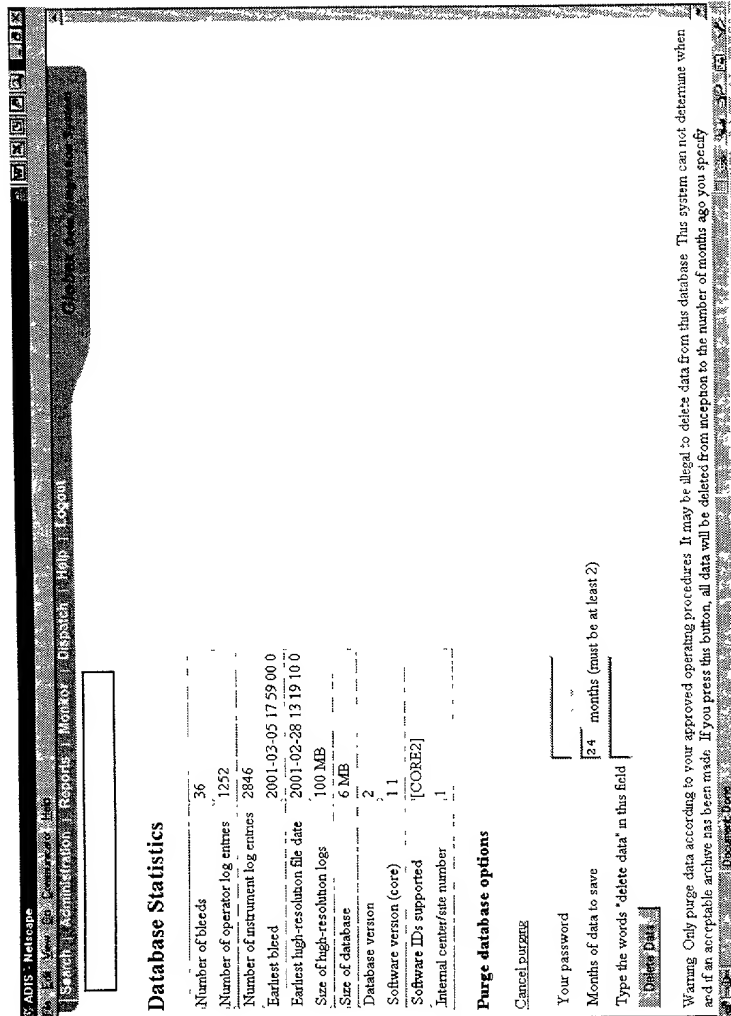 ADIS - Netscape
File Edit View Go Communicator Help
Search | Administration | Reports | Monitor | Dispatch | Help | Logout
Global Data Integration System
Database Statistics
Number of bleeds 36
Number of operator log entries 1252
Number of instrument log entries 2846
Earliest bleed 2001-03-05 17 59 00 0
Earliest high-resolution file date 2001-02-28 13 19 10 0
Size of high-resolution logs 100 MB
Size of database 6 MB
Database version 2
Software version (core) 1 1
Software IDs supported [CORE2]
Internal center/site number 1
Purge database options
Cancel purging
Your password
Months of data to save 24 months (must be at least 2)
Type the words "delete data" in this field
Delete Data
Warning Only purge data according to your approved operating procedures It may be illegal to delete data from this database This system can not determine when
and if an acceptable archive has been made If you press this button, all data will be deleted from inception to the number of months ago you specify
Document: Done